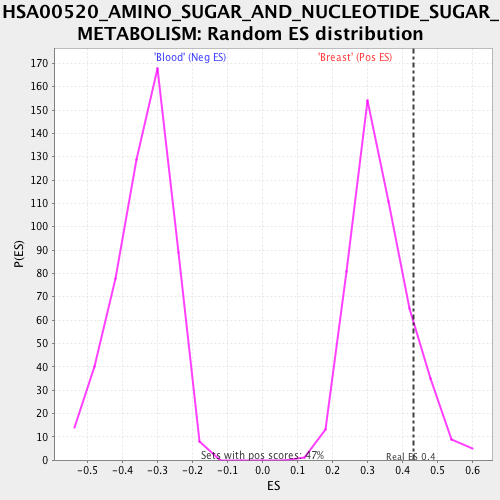 HSA00520_AMINO_SUGAR_AND_NUCLEOTIDE_SUGAR_
METABOLISM: Random ES distribution
'Blood' (Neg ES) 'Breast' (Pos ES)
170
160
150
140
130
120
110
100
90
80
70
60
50
40
30
20
10
0
P(ES)
Sets with pos scores: 47%
Real ES 0.4
-0.5 -0.4 -0.3 -0.2 -0.1 0.0 0.1 0.2 0.3 0.4 0.5 0.6
ES